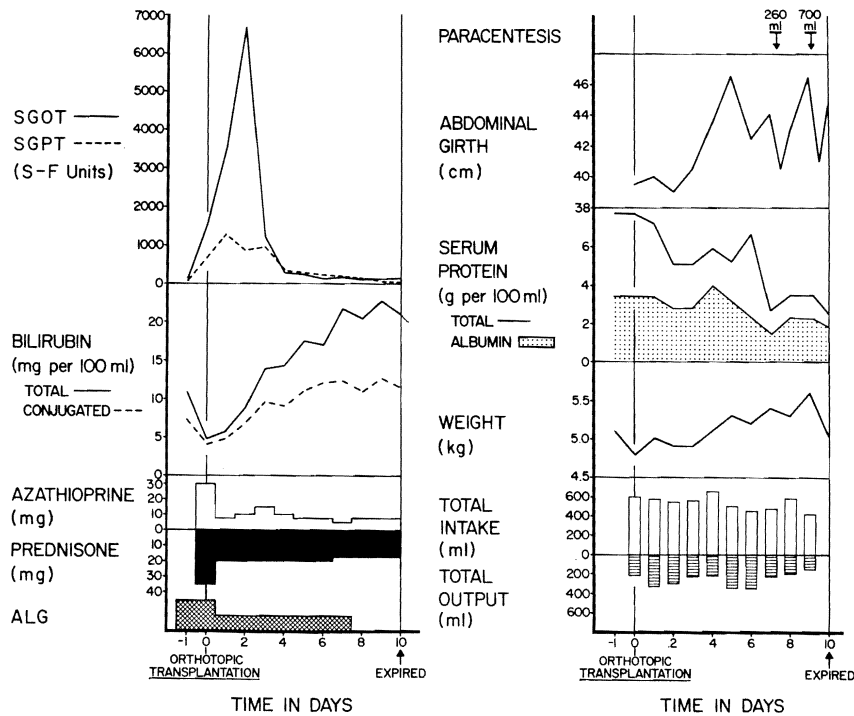 SGOT
SGPT
(S-F Units)
7000
6000
5000
4000
3000
2000
1000
0
BILIRUBIN
(mg per 100 ml)
TOTAL
CONJUGATED
20
15
10
5
0
AZATHIOPRINE
(mg)
30
20
10
0
PREDNISONE
(mg)
10
20
30
40
ALG
-1 0 2 4 6 8 10
ORTHOTOPIC
TRANSPLANTATION
EXPIRED
TIME IN DAYS
PARACENTESIS
260
ml
700
ml
ABDOMINAL
GIRTH
(cm)
46
44
42
40
38
SERUM
PROTEIN
(g per 100 ml)
TOTAL
ALBUMIN
6
4
2
0
WEIGHT
(kg)
5.5
5.0
4.5
TOTAL
INTAKE
(ml)
TOTAL
OUTPUT
(ml)
600
400
200
0
200
400
600
-1 0 2 4 6 8 10
ORTHOTOPIC
TRANSPLANTATION
EXPIRED
TIME IN DAYS